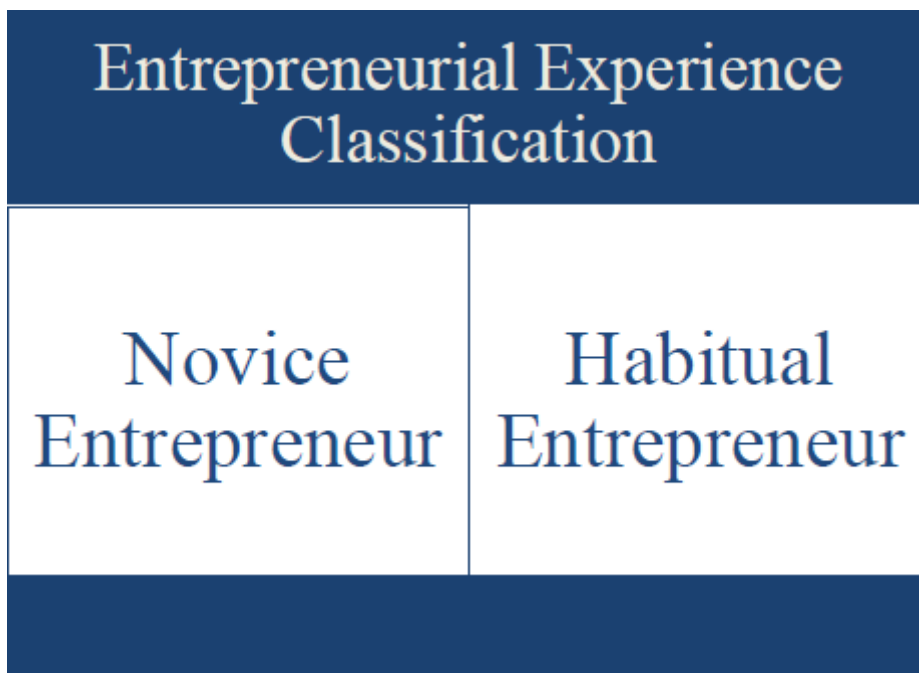 Entrepreneurial Experience
Classification
Novice
Entrepreneur
Habitual
Entrepreneur